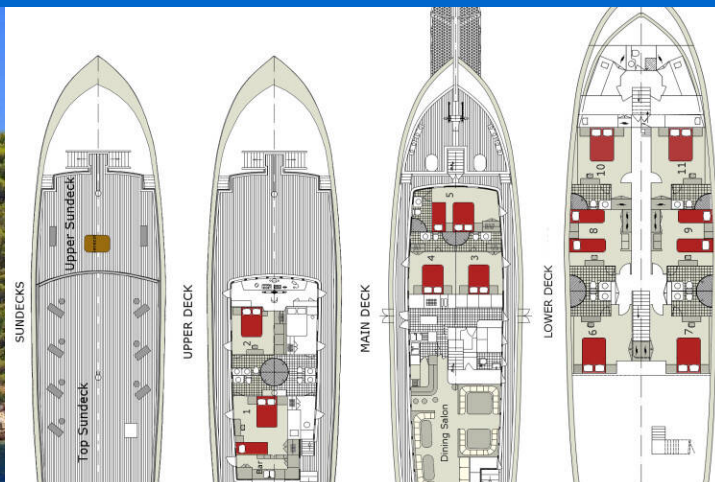 SUNDECKS
Upper Sundeck
Top Sundeck
UPPER DECK
2
1
Bar
MAIN DECK
5
4
3
Dining Salon
LOWER DECK
10
11
8
9
6
7